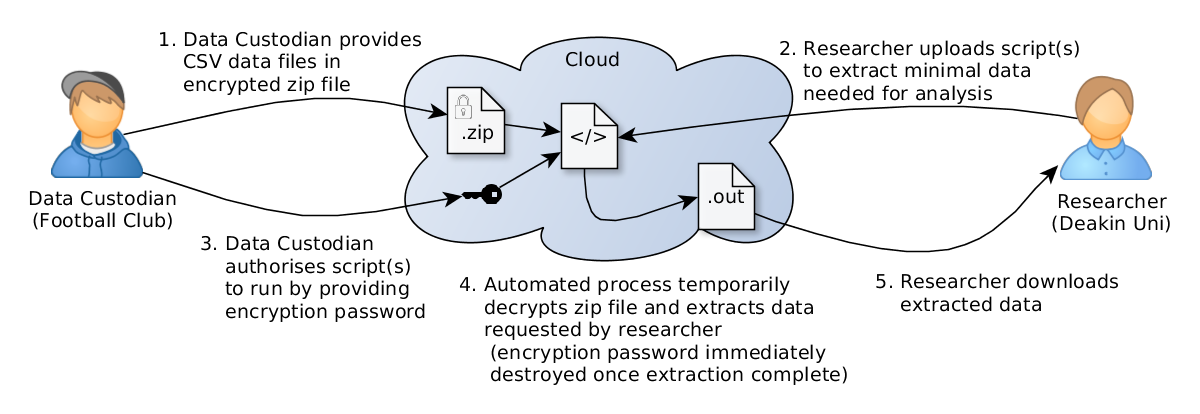 1. Data Custodian provides
CSV data files in
encrypted zip file
Cloud
2. Researcher uploads script(s)
to extract minimal data
needed for analysis
.zip
</>
.out
Data Custodian
(Football Club)
Researcher
(Deakin Uni)
3. Data Custodian
authorises script(s)
to run by providing
encryption password
4. Automated process temporarily
decrypts zip file and extracts data
requested by researcher
(encryption password immediately
destroyed once extraction complete)
5. Researcher downloads
extracted data